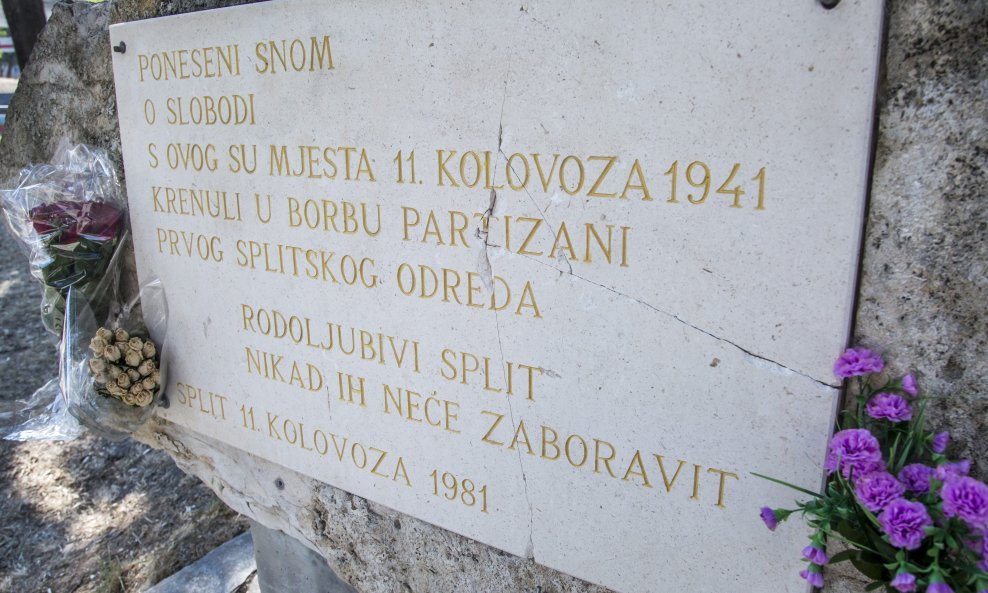 PONESENI SNOM
O SLOBODI
S OVOG SU MJESTA 11. KOLOVOZA 1941
KRENULI U BORBU PARTIZANI
PRVOG SPLITSKOG ODREDA
RODOLJUBIVI SPLIT
NIKAD IH NEĆE ZABORAVIT
SPLIT 11. KOLOVOZA 1981